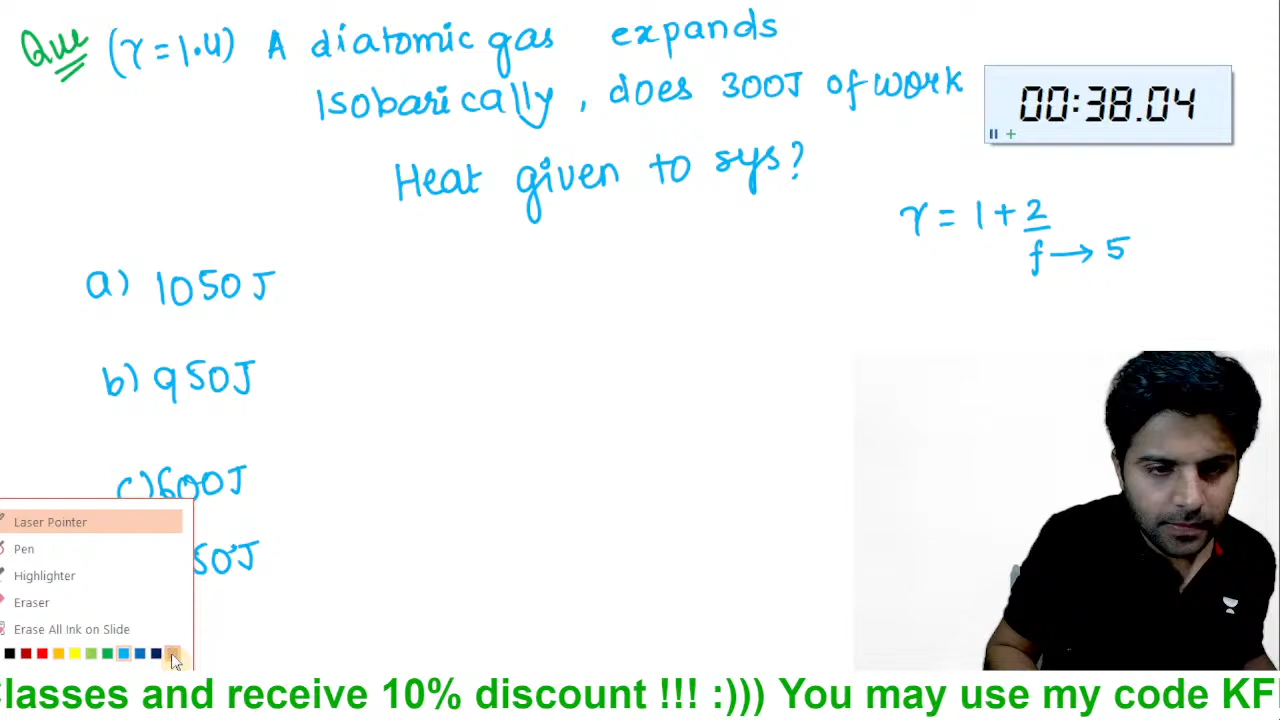 Que (γ = 1.4) A diatomic gas expands
Isobarically, does 300J of work
00:38.04
Heat given to sys?
γ = 1 + 2/f → 5
a) 1050J
b) 950J
c) 600J
50J
Laser Pointer
Pen
Highlighter
Eraser
Erase All Ink on Slide
Classes and receive 10% discount !!! :))) You may use my code KF